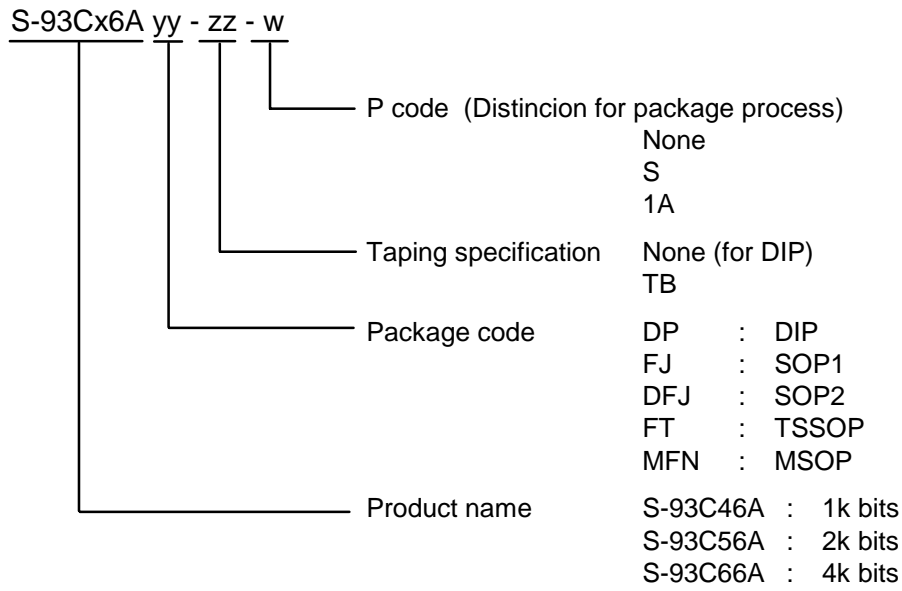 S-93Cx6A yy - zz - w
P code (Distincion for package process)
None
S
1A
Taping specification None (for DIP)
TB
Package code DP : DIP
FJ : SOP1
DFJ : SOP2
FT : TSSOP
MFN : MSOP
Product name S-93C46A : 1k bits
S-93C56A : 2k bits
S-93C66A : 4k bits